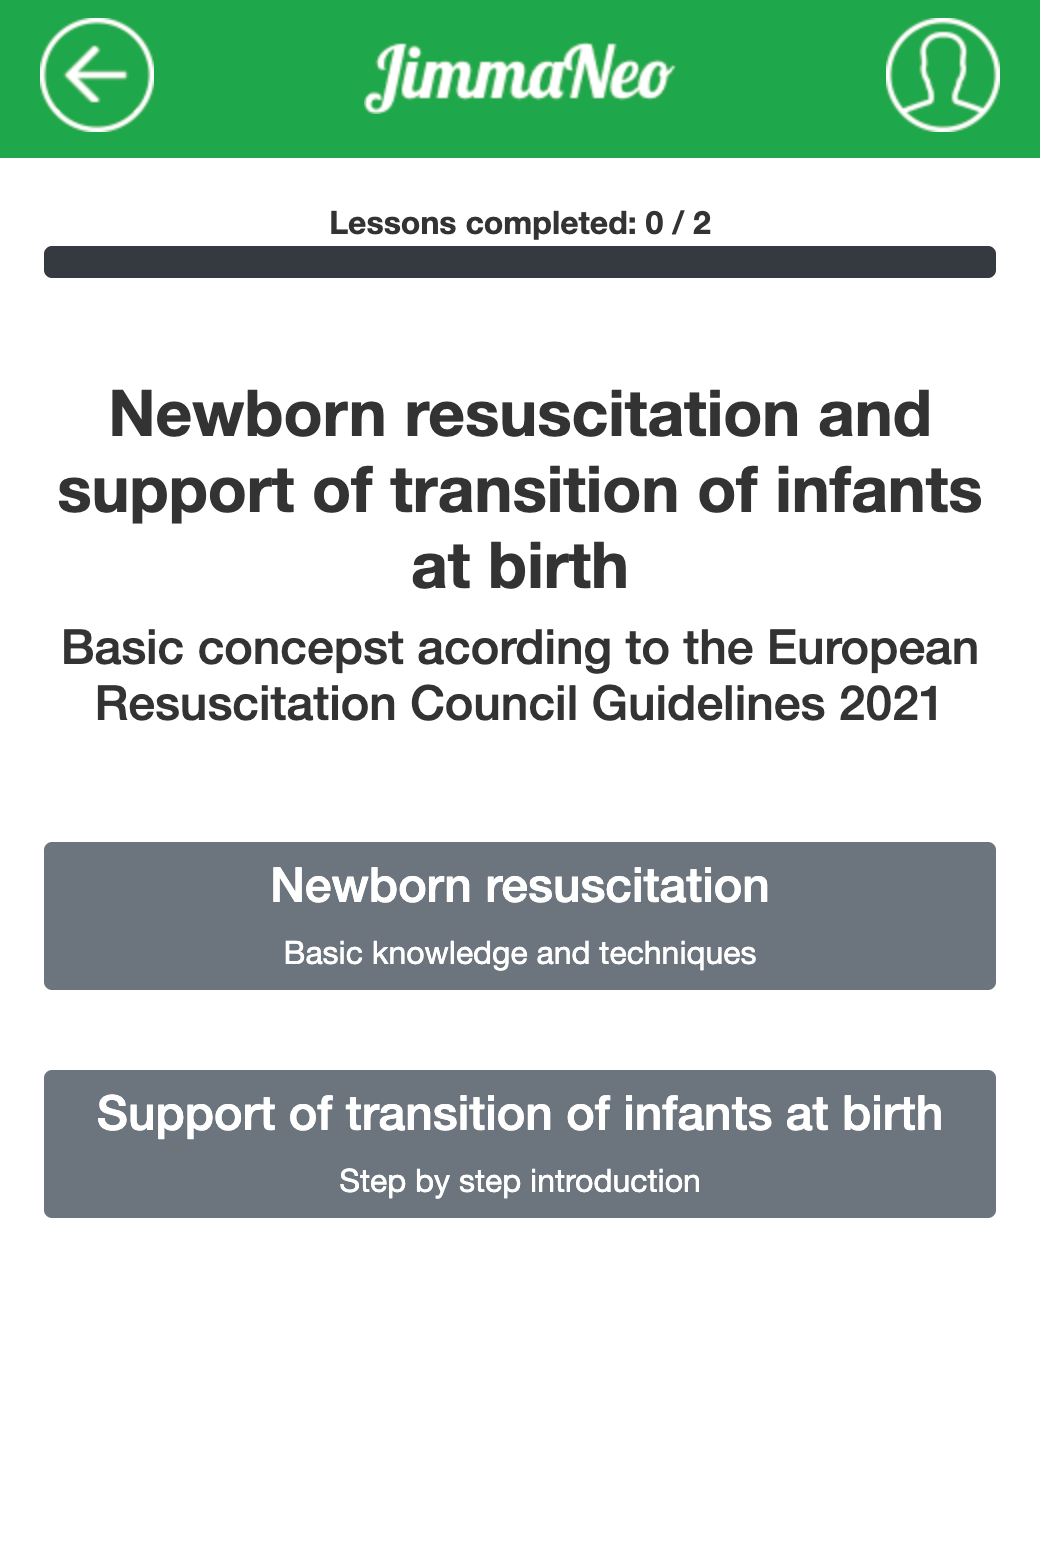 JimmaNeo
Lessons completed: 0 / 2
Newborn resuscitation and
support of transition of infants
at birth
Basic concepst acording to the European
Resuscitation Council Guidelines 2021
Newborn resuscitation
Basic knowledge and techniques
Support of transition of infants at birth
Step by step introduction